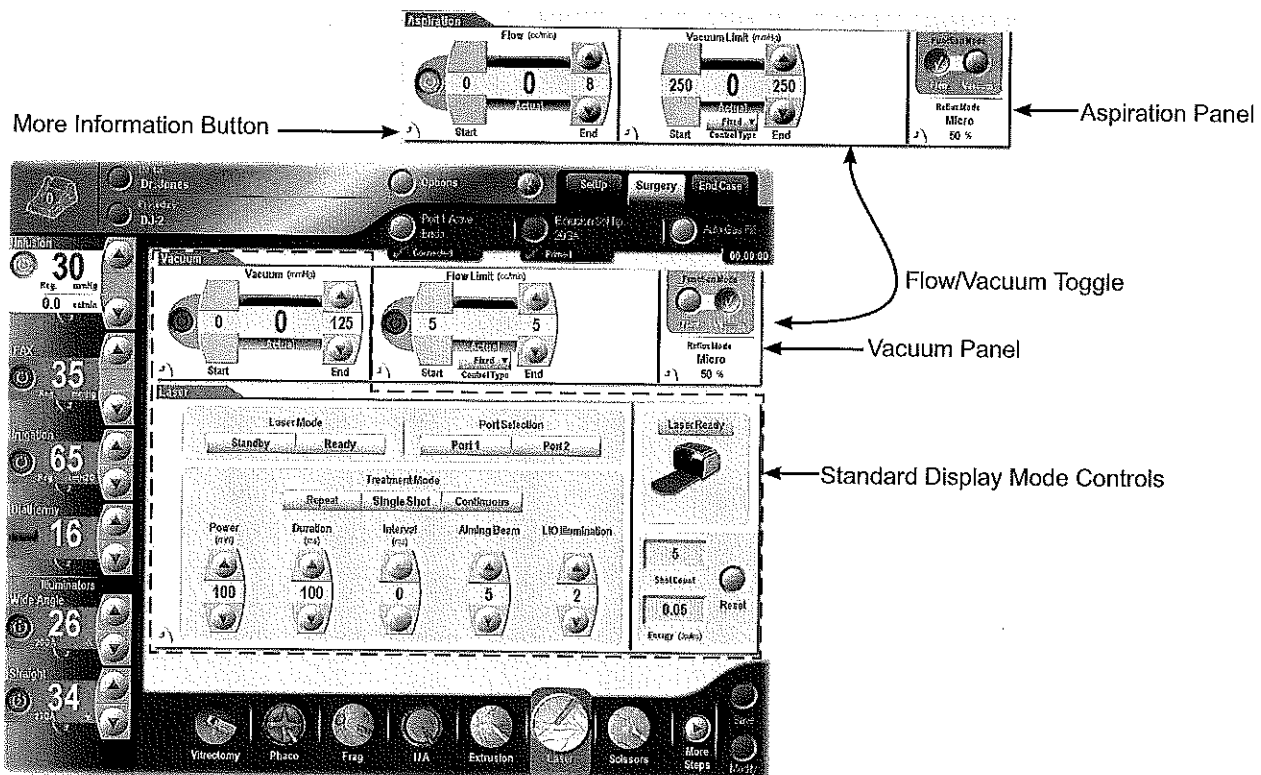 Aspiration
Flow (cc/min)
Vacuum Limit (mmHg)
0 0 8
250 0 250
Actual
Actual
Start End
Fixed
Start Control Type End
Reflux Mode
Micro
50 %
Aspiration Panel
More Information Button
Dr. Jones
DJ-2
Options
Setup Surgery End Case
Port 1 Active
00:00:00
Flow/Vacuum Toggle
Infusion
30
Reg. mmHg
0.0 cc/min
Vacuum
Vacuum (mmHg)
Flow Limit (cc/min)
0 0 125
5 5
Actual
Actual
Start End
Fixed
Start Control Type End
Reflux Mode
Micro
50 %
Vacuum Panel
35
Irrigation
65
Diathermy
16
Illuminators
Wide Angle
26
Straight
34
Laser
Laser Mode
Standby Ready
Port Selection
Port 1 Port 2
Laser Ready
Standard Display Mode Controls
Treatment Mode
Repeat Single Shot Continuous
Power Duration Interval Aiming Beam LIO Illumination
100 100 0 5 2
5
Shot Count
0.05
Reset
Energy (Joules)
Vitrectomy Phaco Frag I/A Extrusion Laser Scissors More Steps